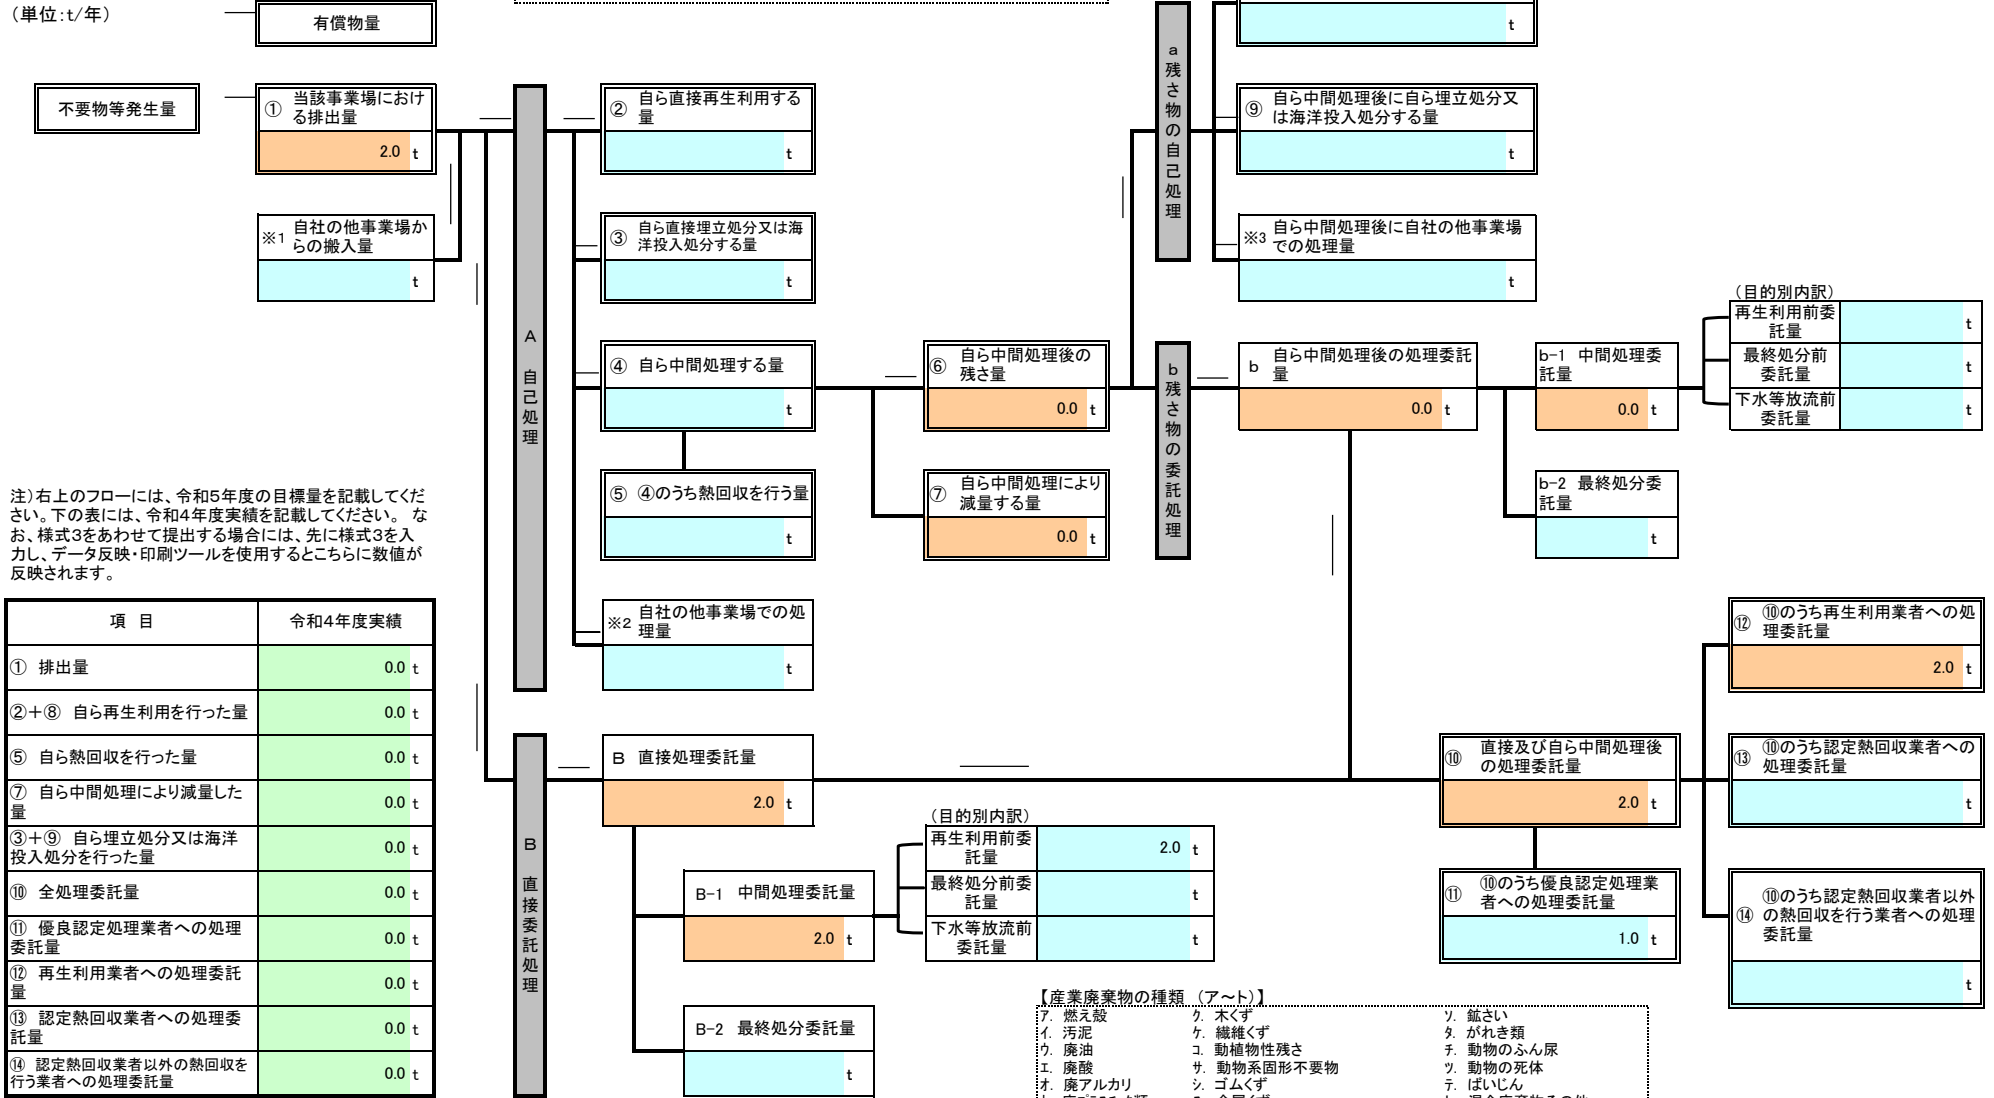 （単位：t/年）
有償物量
t
不要物等発生量
① 当該事業場におけ
る排出量
2.0 t
※1 自社の他事業場か
らの搬入量
t
A 自己処理
② 自ら直接再生利用する
量
t
③ 自ら直接埋立処分又は海
洋投入処分する量
t
④ 自ら中間処理する量
t
⑤ ④のうち熱回収を行う量
t
※2 自社の他事業場での処
理量
t
⑥ 自ら中間処理後の
残さ量
0.0 t
⑦ 自ら中間処理により
減量する量
0.0 t
a 残さ物の自己処理
⑨ 自ら中間処理後に自ら埋立処分又
は海洋投入処分する量
t
※3 自ら中間処理後に自社の他事業場
での処理量
t
b 残さ物の委託処理
b 自ら中間処理後の処理委託
量
0.0 t
b-1 中間処理委
託量
0.0 t
b-2 最終処分委
託量
t
（目的別内訳）
再生利用前委
託量
t
最終処分前
委託量
t
下水等放流前
委託量
t
注）右上のフローには、令和5年度の目標量を記載してくだ
さい。下の表には、令和4年度実績を記載してください。 な
お、様式3をあわせて提出する場合には、先に様式3を入
力し、データ反映・印刷ツールを使用するとこちらに数値が
反映されます。
項 目 令和4年度実績
① 排出量 0.0 t
②＋⑧ 自ら再生利用を行った量 0.0 t
⑤ 自ら熱回収を行った量 0.0 t
⑦ 自ら中間処理により減量した
量 0.0 t
③＋⑨ 自ら埋立処分又は海洋
投入処分を行った量 0.0 t
⑩ 全処理委託量 0.0 t
⑪ 優良認定処理業者への処理
委託量 0.0 t
⑫ 再生利用業者への処理委託
量 0.0 t
⑬ 認定熱回収業者への処理委
託量 0.0 t
⑭ 認定熱回収業者以外の熱回収を
行う業者への処理委託量 0.0 t
B 直接委託処理
B 直接処理委託量
2.0 t
B-1 中間処理委託量
2.0 t
B-2 最終処分委託量
t
（目的別内訳）
再生利用前委
託量
2.0 t
最終処分前委
託量
t
下水等放流前
委託量
t
⑩ 直接及び自ら中間処理後
の処理委託量
2.0 t
⑪ ⑩のうち優良認定処理業
者への処理委託量
1.0 t
⑫ ⑩のうち再生利用業者への処
理委託量
2.0 t
⑬ ⑩のうち認定熱回収業者への
処理委託量
t
⑭ ⑩のうち認定熱回収業者以外
の熱回収を行う業者への処理
委託量
t
【産業廃棄物の種類 （ア～ト）】
ア. 燃え殻 ク. 木くず ソ. 鉱さい
イ. 汚泥 ケ. 繊維くず タ. がれき類
ウ. 廃油 コ. 動植物性残さ チ. 動物のふん尿
エ. 廃酸 サ. 動物系固形不要物 ツ. 動物の死体
オ. 廃アルカリ シ. ゴムくず テ. ばいじん